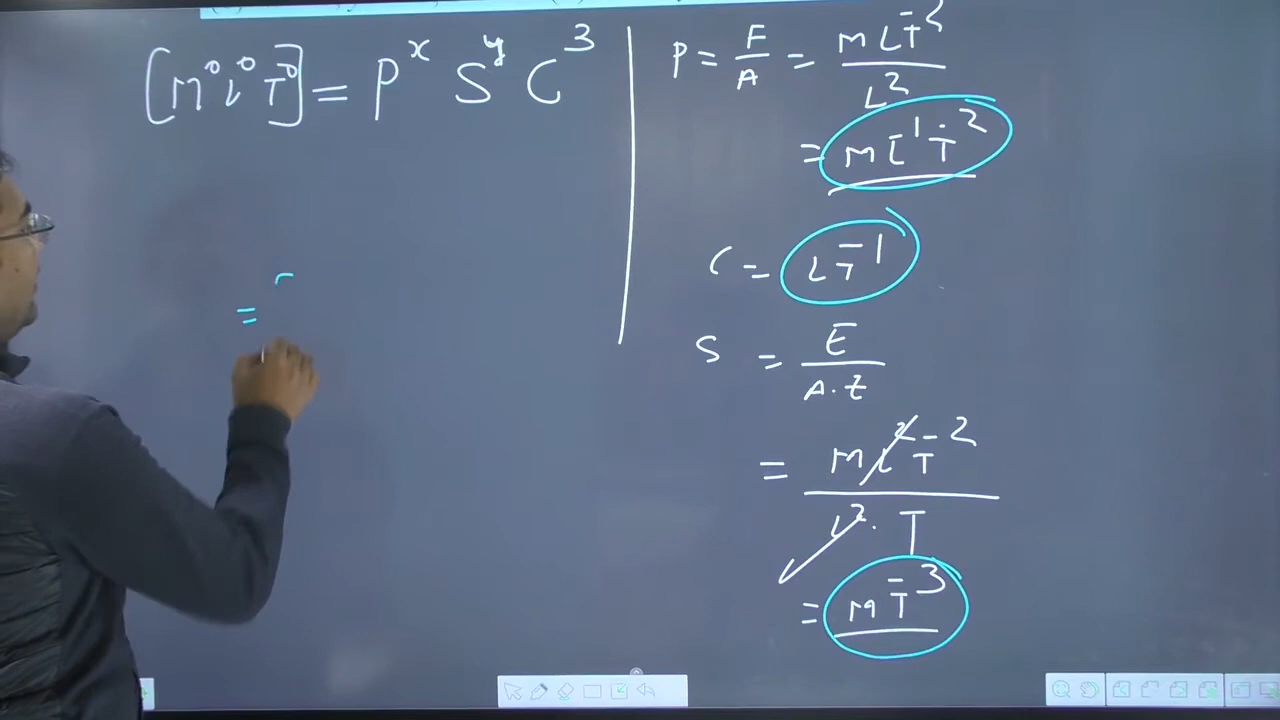 [M⁰L⁰T⁰] = Pˣ Sʸ C³
P = F/A = MLT⁻²/L²
= ML⁻¹T⁻²
C = LT⁻¹
S = E/A.t
= ML²T⁻²/L².T
= MT⁻³
=